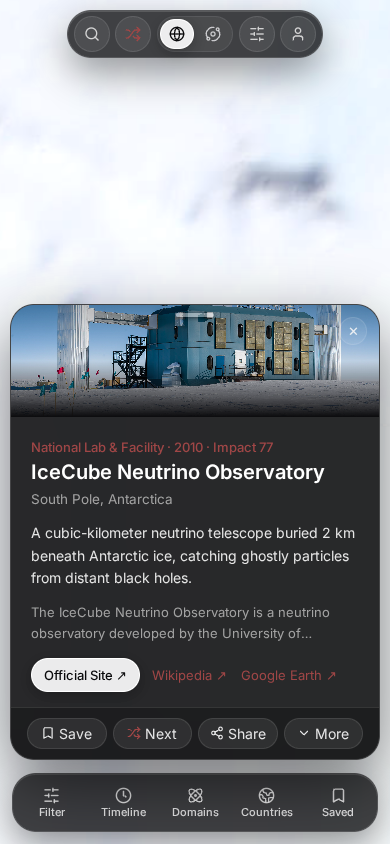 National Lab & Facility · 2010 · Impact 77
IceCube Neutrino Observatory
South Pole, Antarctica
A cubic-kilometer neutrino telescope buried 2 km
beneath Antarctic ice, catching ghostly particles
from distant black holes.
The IceCube Neutrino Observatory is a neutrino
observatory developed by the University of...
Official Site ↗ Wikipedia ↗ Google Earth ↗
Save Next Share More
Filter Timeline Domains Countries Saved